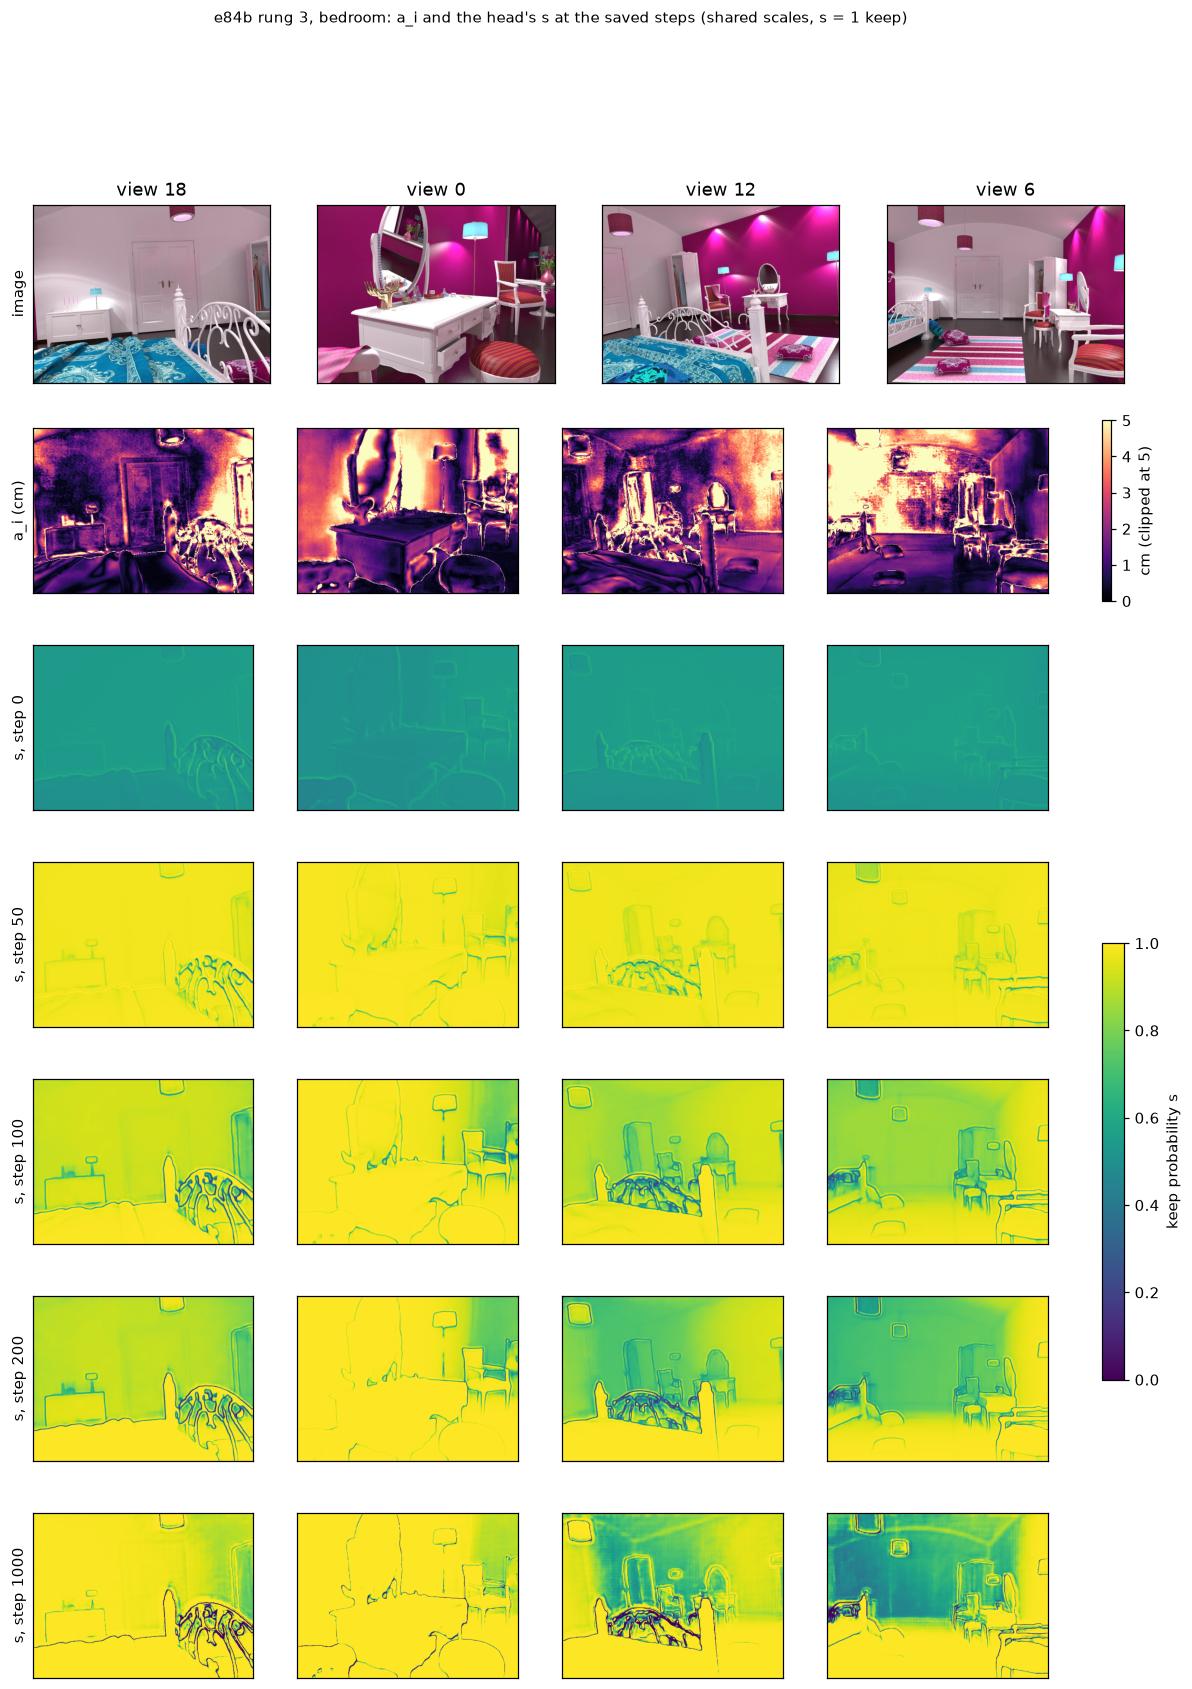 e84b rung 3, bedroom: a_i and the head's s at the saved steps (shared scales, s = 1 keep)
view 18
view 0
view 12
view 6
image
a_i (cm)
5
4
3
2
1
0
cm (clipped at 5)
s, step 0
s, step 50
s, step 100
s, step 200
s, step 1000
1.0
0.8
0.6
0.4
0.2
0.0
keep probability s